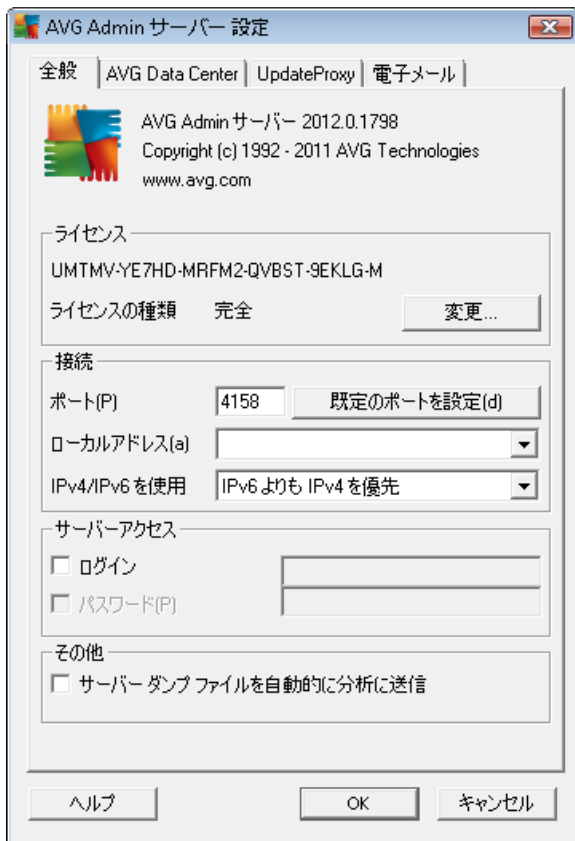 AVG Admin サーバー 設定
全般 AVG Data Center UpdateProxy 電子メール
AVG Admin サーバー 2012.0.1798
Copyright (c) 1992 - 2011 AVG Technologies
www.avg.com
ライセンス
UMTMV-YE7HD-MRFM2-QVBST-9EKLG-M
ライセンスの種類 完全 変更...
接続
ポート(P) 4158 既定のポートを設定(d)
ローカルアドレス(a)
IPv4/IPv6 を使用 IPv6 よりも IPv4 を優先
サーバーアクセス
ログイン
パスワード(P)
その他
サーバー ダンプ ファイルを自動的に分析に送信
ヘルプ OK キャンセル